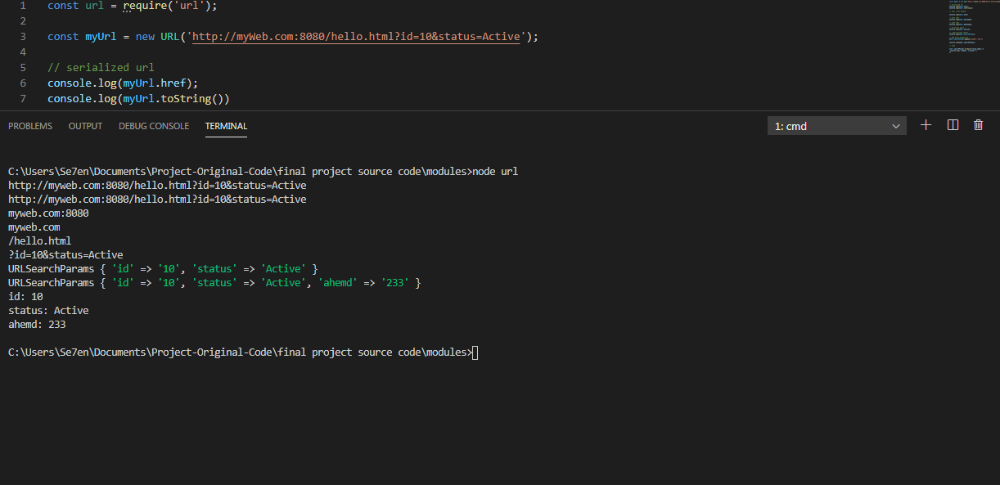 1 const url = require('url');
2
3 const myUrl = new URL('http://myWeb.com:8080/hello.html?id=10&status=Active');
4
5 // serialized url
6 console.log(myUrl.href);
7 console.log(myUrl.toString())
PROBLEMS OUTPUT DEBUG CONSOLE TERMINAL 1: cmd
C:\Users\Se7en\Documents\Project-Original-Code\final project source code\modules>node url
http://myweb.com:8080/hello.html?id=10&status=Active
http://myweb.com:8080/hello.html?id=10&status=Active
myweb.com:8080
myweb.com
/hello.html
?id=10&status=Active
URLSearchParams { 'id' => '10', 'status' => 'Active' }
URLSearchParams { 'id' => '10', 'status' => 'Active', 'ahemd' => '233' }
id: 10
status: Active
ahemd: 233
C:\Users\Se7en\Documents\Project-Original-Code\final project source code\modules>